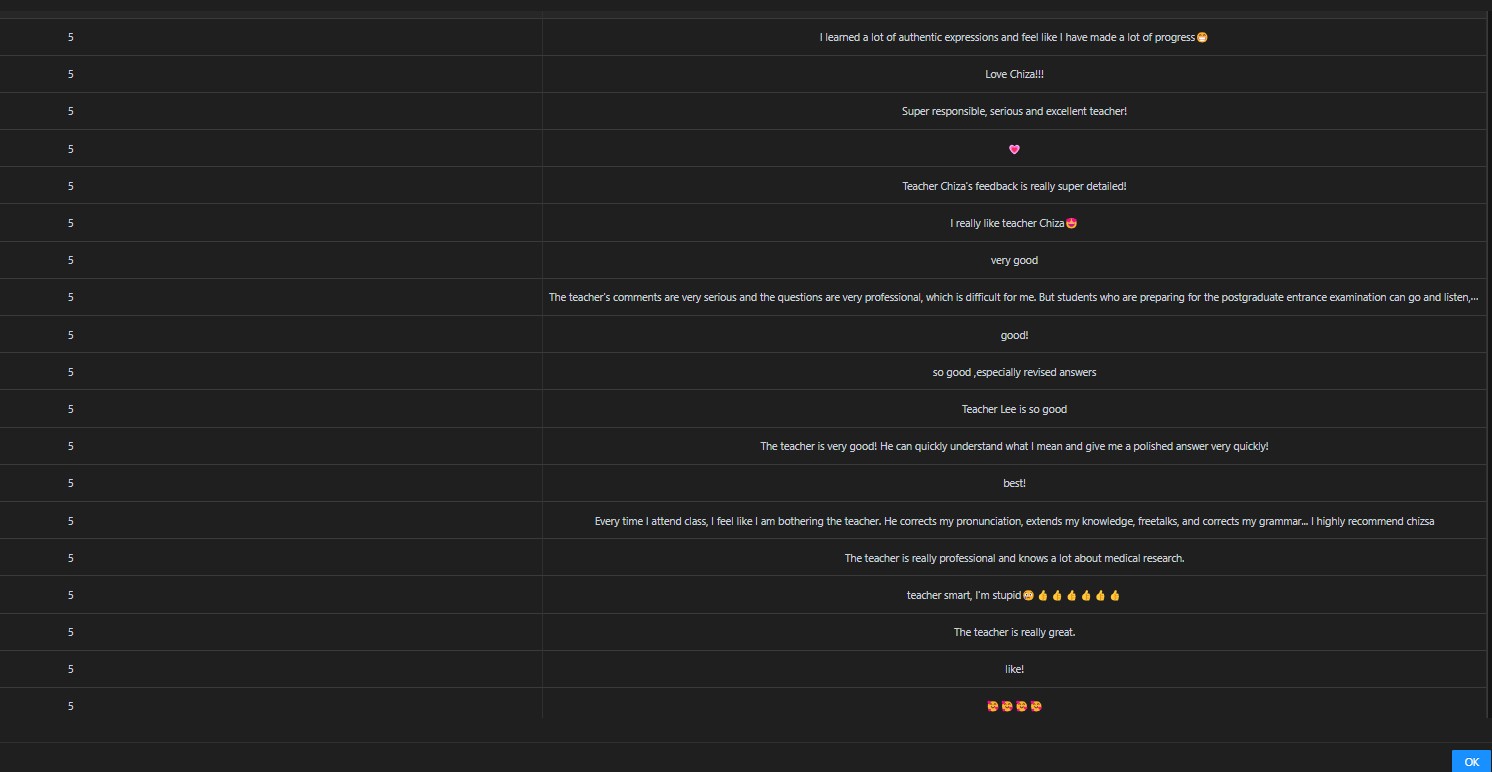 5 I learned a lot of authentic expressions and feel like I have made a lot of progress😁
5 Love Chiza!!!
5 Super responsible, serious and excellent teacher!
5 💗
5 Teacher Chiza's feedback is really super detailed!
5 I really like teacher Chiza😍
5 very good
5 The teacher's comments are very serious and the questions are very professional, which is difficult for me. But students who are preparing for the postgraduate entrance examination can go and listen,...
5 good!
5 so good ,especially revised answers
5 Teacher Lee is so good
5 The teacher is very good! He can quickly understand what I mean and give me a polished answer very quickly!
5 best!
5 Every time I attend class, I feel like I am bothering the teacher. He corrects my pronunciation, extends my knowledge, freetalks, and corrects my grammar... I highly recommend chizsa
5 The teacher is really professional and knows a lot about medical research.
5 teacher smart, I'm stupid😳👍👍👍👍👍👍
5 The teacher is really great.
5 like!
5 🥰🥰🥰🥰
OK